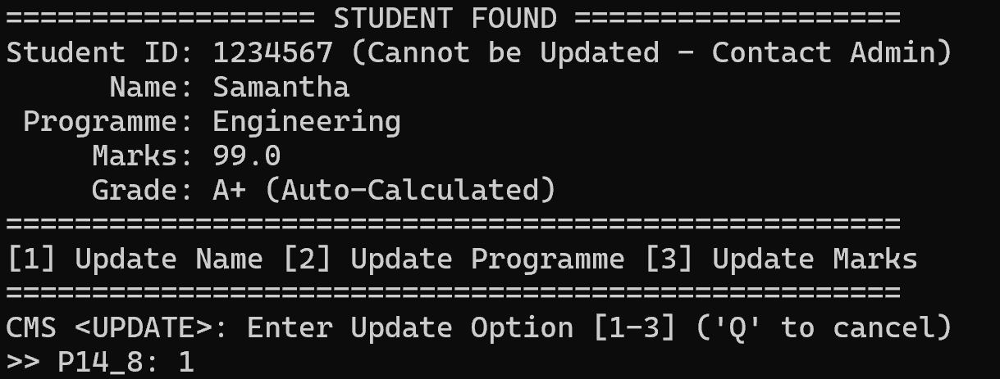 ================== STUDENT FOUND ===================
Student ID: 1234567 (Cannot be Updated - Contact Admin)
      Name: Samantha
 Programme: Engineering
     Marks: 99.0
     Grade: A+ (Auto-Calculated)
====================================================
[1] Update Name [2] Update Programme [3] Update Marks
====================================================
CMS <UPDATE>: Enter Update Option [1-3] ('Q' to cancel)
>> P14_8: 1